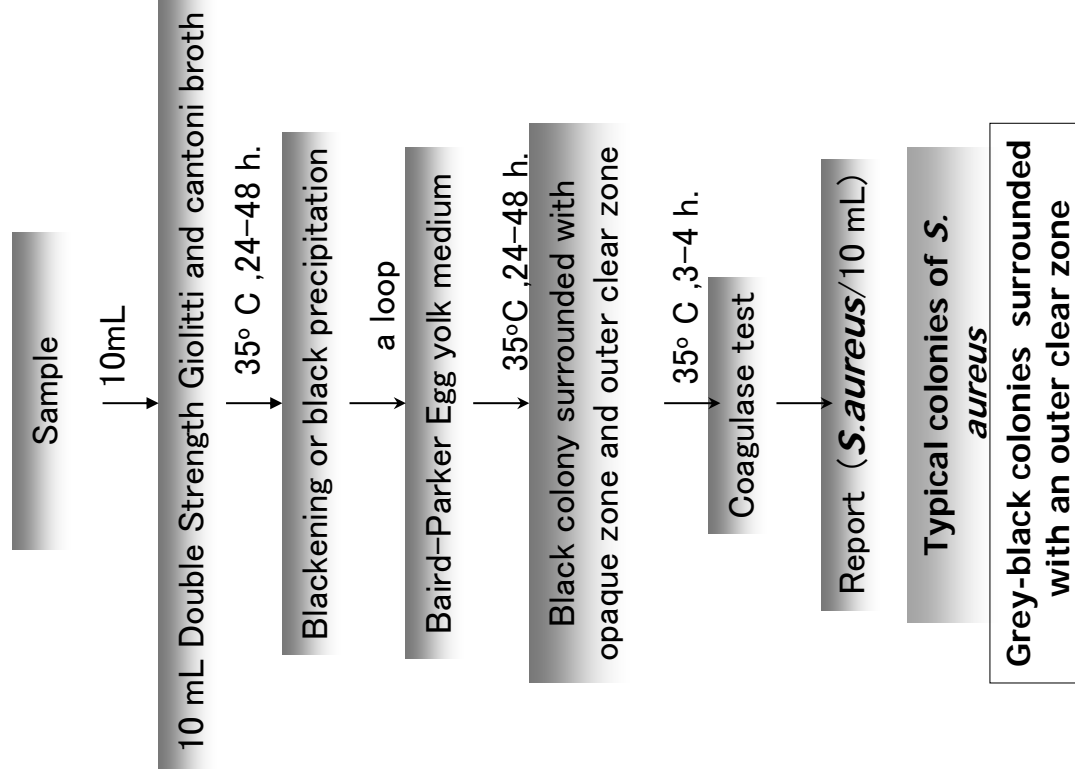 Sample
10mL
10 mL Double Strength Giolitti and cantoni broth
35° C ,24-48 h.
Blackening or black precipitation
a loop
Baird-Parker Egg yolk medium
35°C ,24-48 h.
Black colony surrounded with
opaque zone and outer clear zone
35° C ,3-4 h.
Coagulase test
Report (S.aureus/10 mL)
Typical colonies of S.
aureus
Grey-black colonies surrounded
with an outer clear zone